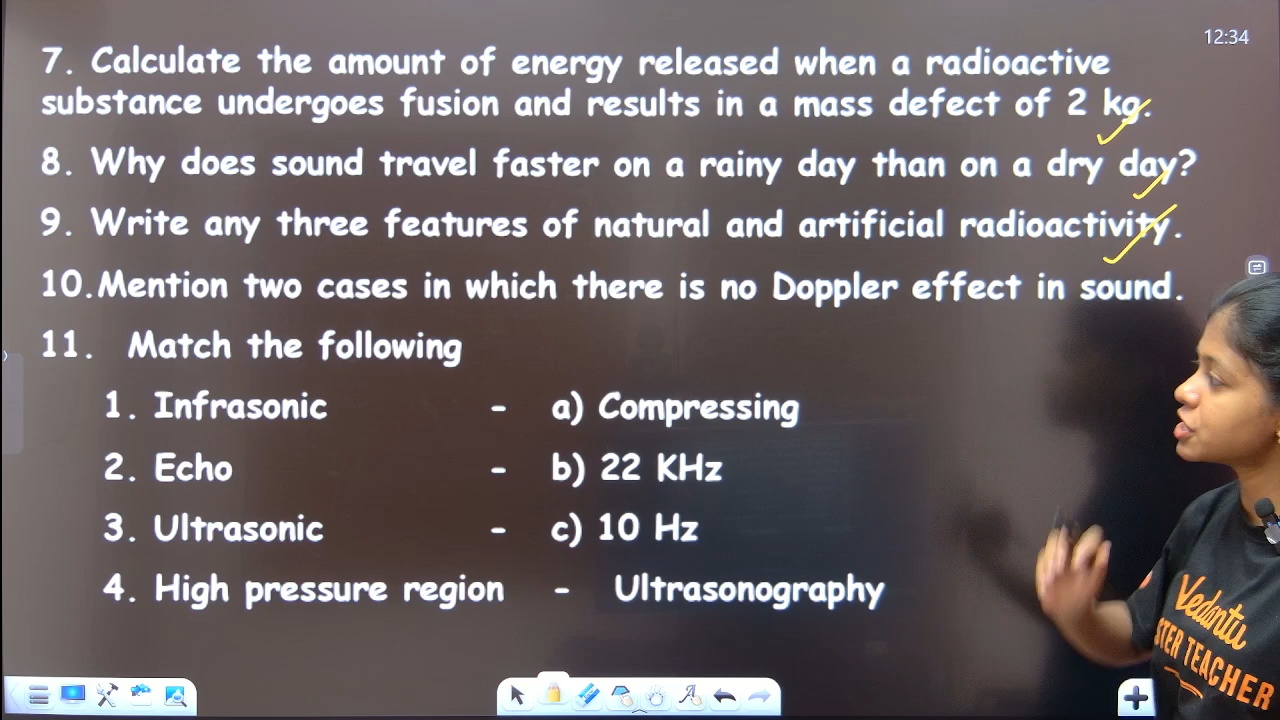 12:34
7. Calculate the amount of energy released when a radioactive
substance undergoes fusion and results in a mass defect of 2 kg.
8. Why does sound travel faster on a rainy day than on a dry day?
9. Write any three features of natural and artificial radioactivity.
10.Mention two cases in which there is no Doppler effect in sound.
11. Match the following
1. Infrasonic - a) Compressing
2. Echo - b) 22 KHz
3. Ultrasonic - c) 10 Hz
4. High pressure region - Ultrasonography
Vedantu
STER TEACHER